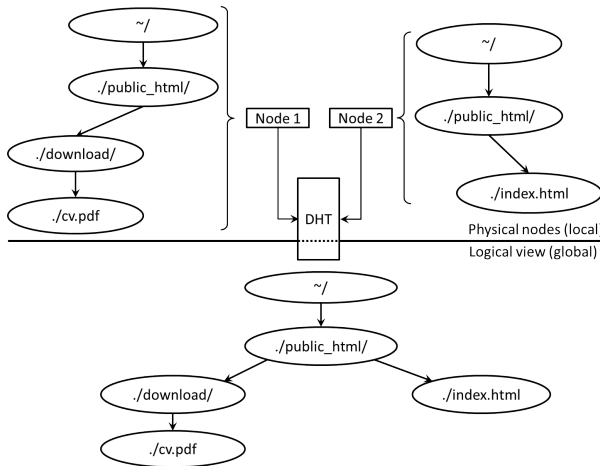 ~/
./public_html/
./download/
./cv.pdf
Node 1
Node 2
~/
./public_html/
./index.html
DHT
Physical nodes (local)
Logical view (global)
~/
./public_html/
./download/
./index.html
./cv.pdf